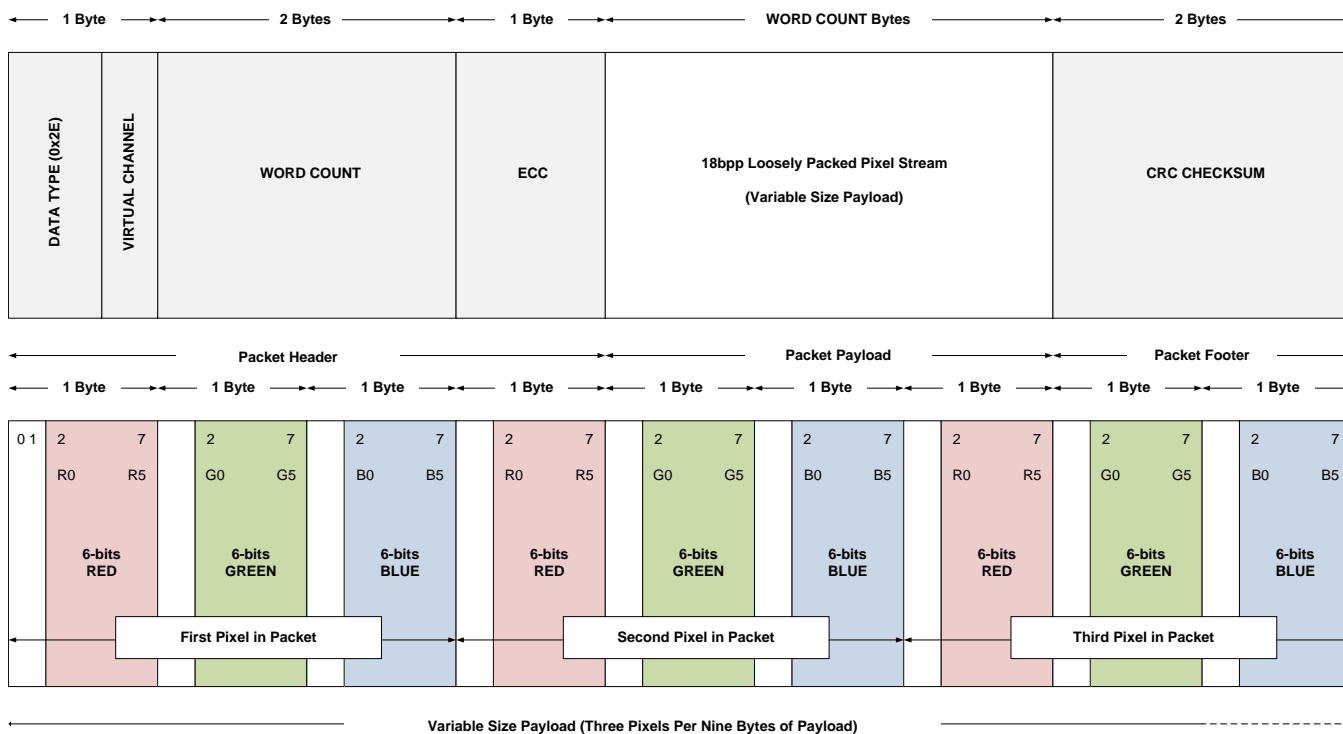 1 Byte 2 Bytes 1 Byte WORD COUNT Bytes 2 Bytes
DATA TYPE (0x2E)
VIRTUAL CHANNEL
WORD COUNT
ECC
18bpp Loosely Packed Pixel Stream
(Variable Size Payload)
CRC CHECKSUM
Packet Header Packet Payload Packet Footer
1 Byte 1 Byte 1 Byte 1 Byte 1 Byte 1 Byte 1 Byte 1 Byte 1 Byte
0 1 2 7 2 7 2 7 2 7 2 7 2 7 2 7 2 7 2 7
R0 R5 G0 G5 B0 B5 R0 R5 G0 G5 B0 B5 R0 R5 G0 G5 B0 B5
6-bits 6-bits 6-bits 6-bits 6-bits 6-bits 6-bits 6-bits 6-bits
RED GREEN BLUE RED GREEN BLUE RED GREEN BLUE
First Pixel in Packet Second Pixel in Packet Third Pixel in Packet
Variable Size Payload (Three Pixels Per Nine Bytes of Payload)